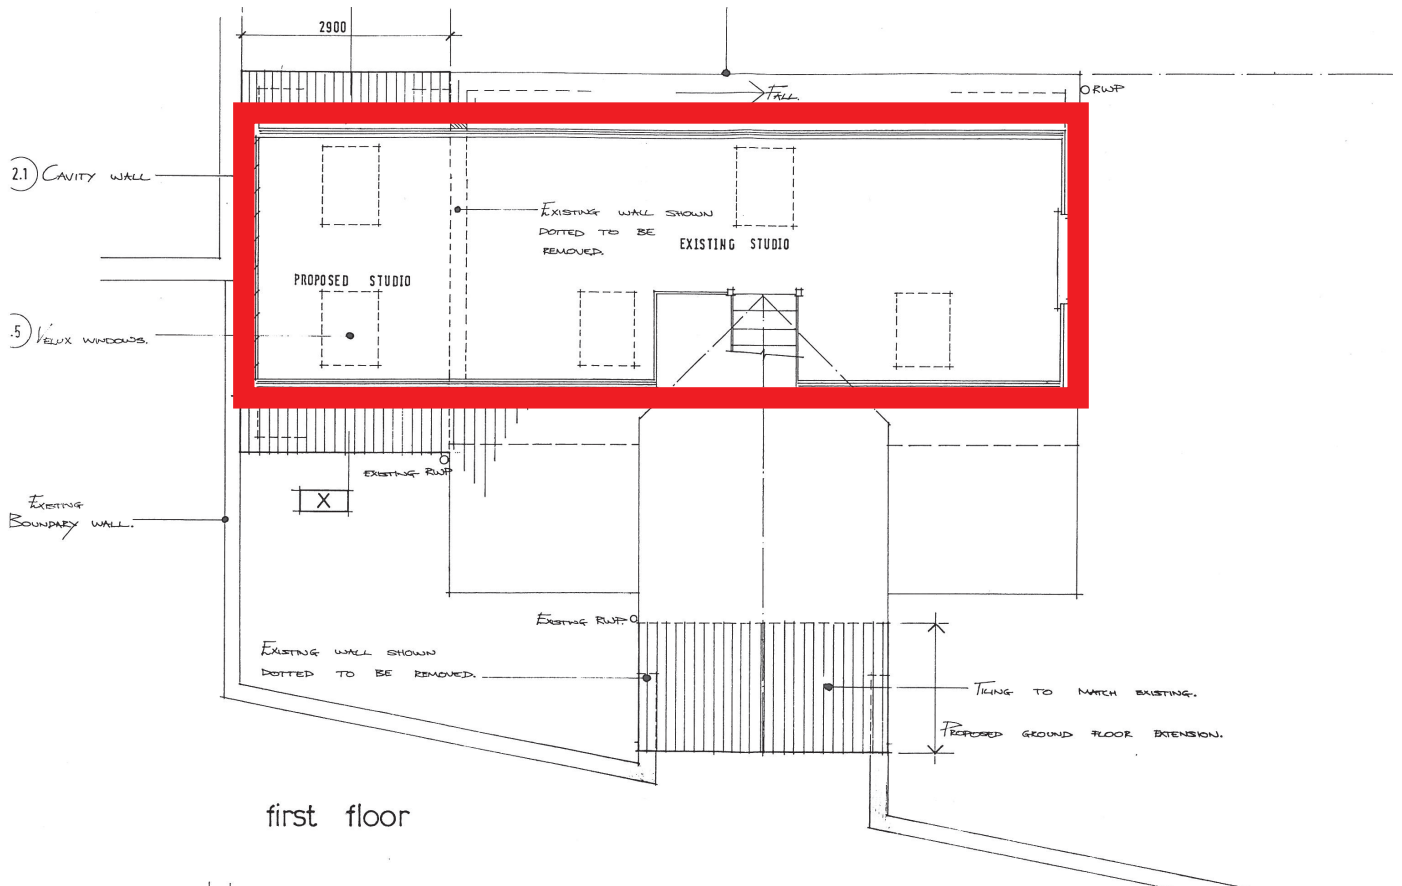 2900
FALL.
RWP
2.1 CAVITY WALL
EXISTING WALL SHOWN
DOTTED TO BE
REMOVED.
EXISTING STUDIO
PROPOSED STUDIO
.5 VELUX WINDOWS.
EXISTING RWP
X
EXISTING
BOUNDARY WALL.
EXISTING RWP.
EXISTING WALL SHOWN
DOTTED TO BE REMOVED.
TILING TO MATCH EXISTING.
PROPOSED GROUND FLOOR EXTENSION.
first floor